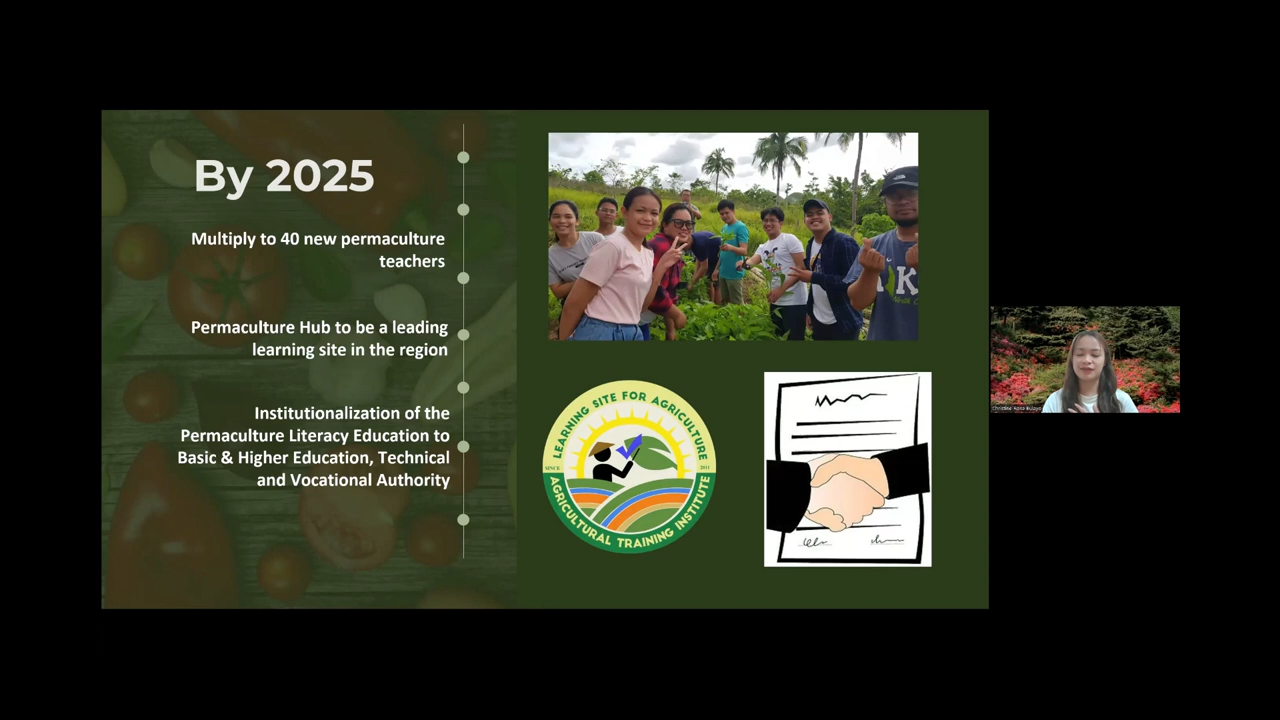 By 2025
Multiply to 40 new permaculture
teachers
Permaculture Hub to be a leading
learning site in the region
Institutionalization of the
Permaculture Literacy Education to
Basic & Higher Education, Technical
and Vocational Authority
LEARNING SITE FOR AGRICULTURE
SINCE 2011
AGRICULTURAL TRAINING INSTITUTE